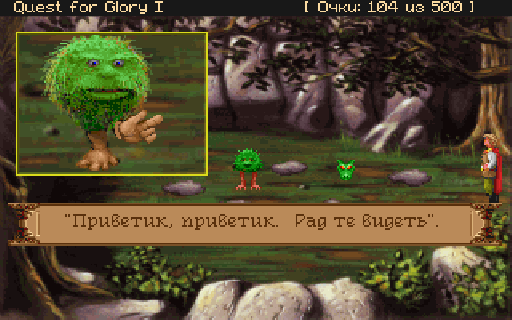 Quest for Glory I [ Очки: 104 из 500 ]
"Приветик, приветик. Рад те видеть".